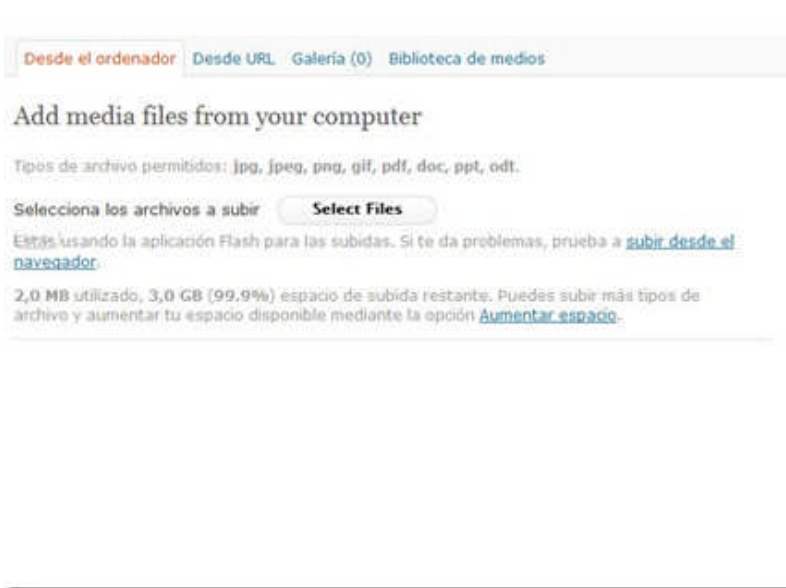 Desde el ordenador Desde URL Galería (0) Biblioteca de medios
Add media files from your computer
Tipos de archivo permitidos: jpg, jpeg, png, gif, pdf, doc, ppt, odt.
Selecciona los archivos a subir Select Files
Estás usando la aplicación Flash para las subidas. Si te da problemas, prueba a subir desde el
navegador.
2,0 MB utilizado, 3,0 GB (99.9%) espacio de subida restante. Puedes subir más tipos de
archivo y aumentar tu espacio disponible mediante la opción Aumentar espacio.